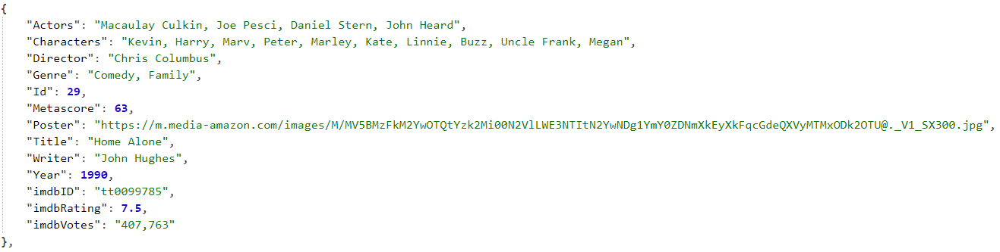 {
"Actors": "Macaulay Culkin, Joe Pesci, Daniel Stern, John Heard",
"Characters": "Kevin, Harry, Marv, Peter, Marley, Kate, Linnie, Buzz, Uncle Frank, Megan",
"Director": "Chris Columbus",
"Genre": "Comedy, Family",
"Id": 29,
"Metascore": 63,
"Poster": "https://m.media-amazon.com/images/M/MV5BMzFkM2YwOTQtYzk2Mi00N2VlLWE3NTItN2YwNDg1YmY0ZDNmXkEyXkFqcGdeQXVyMTMxODk2OTU@._V1_SX300.jpg",
"Title": "Home Alone",
"Writer": "John Hughes",
"Year": 1990,
"imdbID": "tt0099785",
"imdbRating": 7.5,
"imdbVotes": "407,763"
},